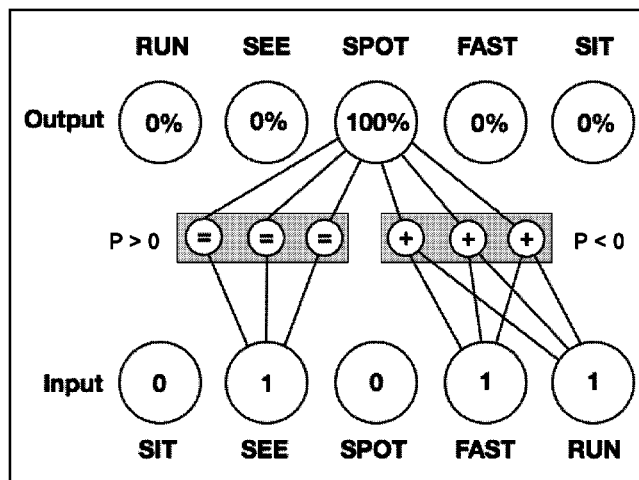 RUN SEE SPOT FAST SIT
Output 0% 0% 100% 0% 0%
P > 0 = = = + + + P < 0
Input 0 1 0 1 1
SIT SEE SPOT FAST RUN